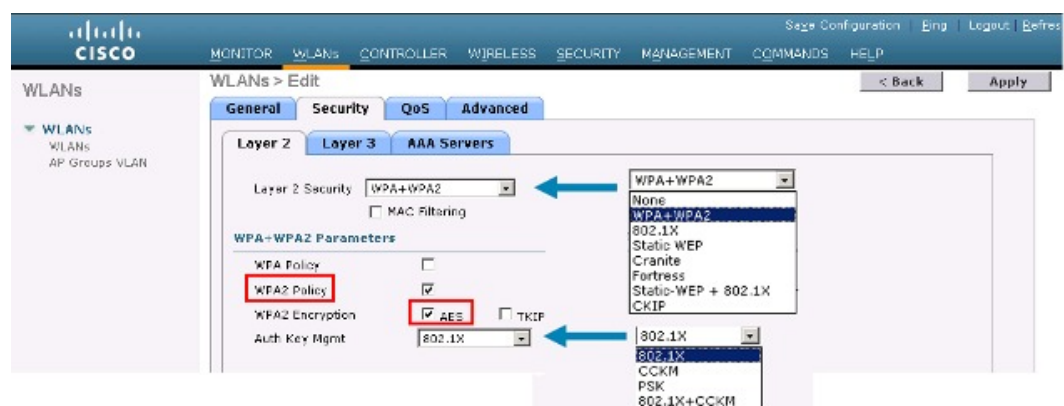 Save Configuration | Ping | Logout | Refres
CISCO
MONITOR WLANs CONTROLLER WIRELESS SECURITY MANAGEMENT COMMANDS HELP
WLANs
WLANs > Edit
< Back
Apply
General Security QoS Advanced
WLANs
WLANs
AP Groups VLAN
Layer 2 Layer 3 AAA Servers
Layer 2 Security WPA+WPA2
MAC Filtering
WPA+WPA2 Parameters
WPA Policy
WPA2 Policy
WPA2 Encryption AES TKIP
Auth Key Mgmt 802.1X
WPA+WPA2
None
WPA+WPA2
802.1X
Static WEP
Cranite
Fortress
Static-WEP + 802.1X
CKIP
802.1X
802.1X
CCKM
PSK
802.1X+CCKM